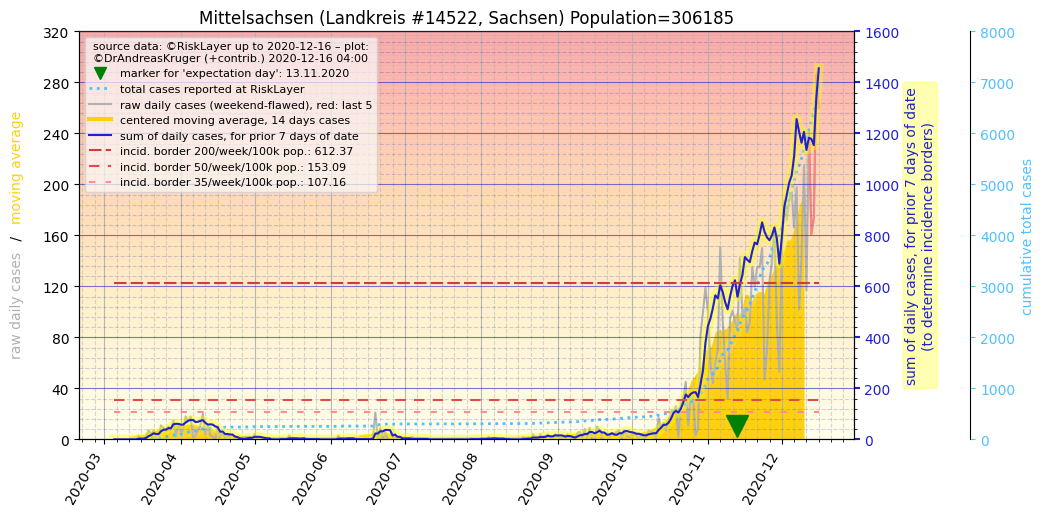 Mittelsachsen (Landkreis #14522, Sachsen) Population=306185
source data: ©RiskLayer up to 2020-12-16 – plot:
©DrAndreasKruger (+contrib.) 2020-12-16 04:00
marker for 'expectation day': 13.11.2020
total cases reported at RiskLayer
raw daily cases (weekend-flawed), red: last 5
centered moving average, 14 days cases
sum of daily cases, for prior 7 days of date
incid. border 200/week/100k pop.: 612.37
incid. border 50/week/100k pop.: 153.09
incid. border 35/week/100k pop.: 107.16
raw daily cases / moving average
320
280
240
200
160
120
80
40
0
2020-03
2020-04
2020-05
2020-06
2020-07
2020-08
2020-09
2020-10
2020-11
2020-12
1600
1400
1200
1000
800
600
400
200
0
sum of daily cases, for prior 7 days of date
(to determine incidence borders)
8000
7000
6000
5000
4000
3000
2000
1000
0
cumulative total cases